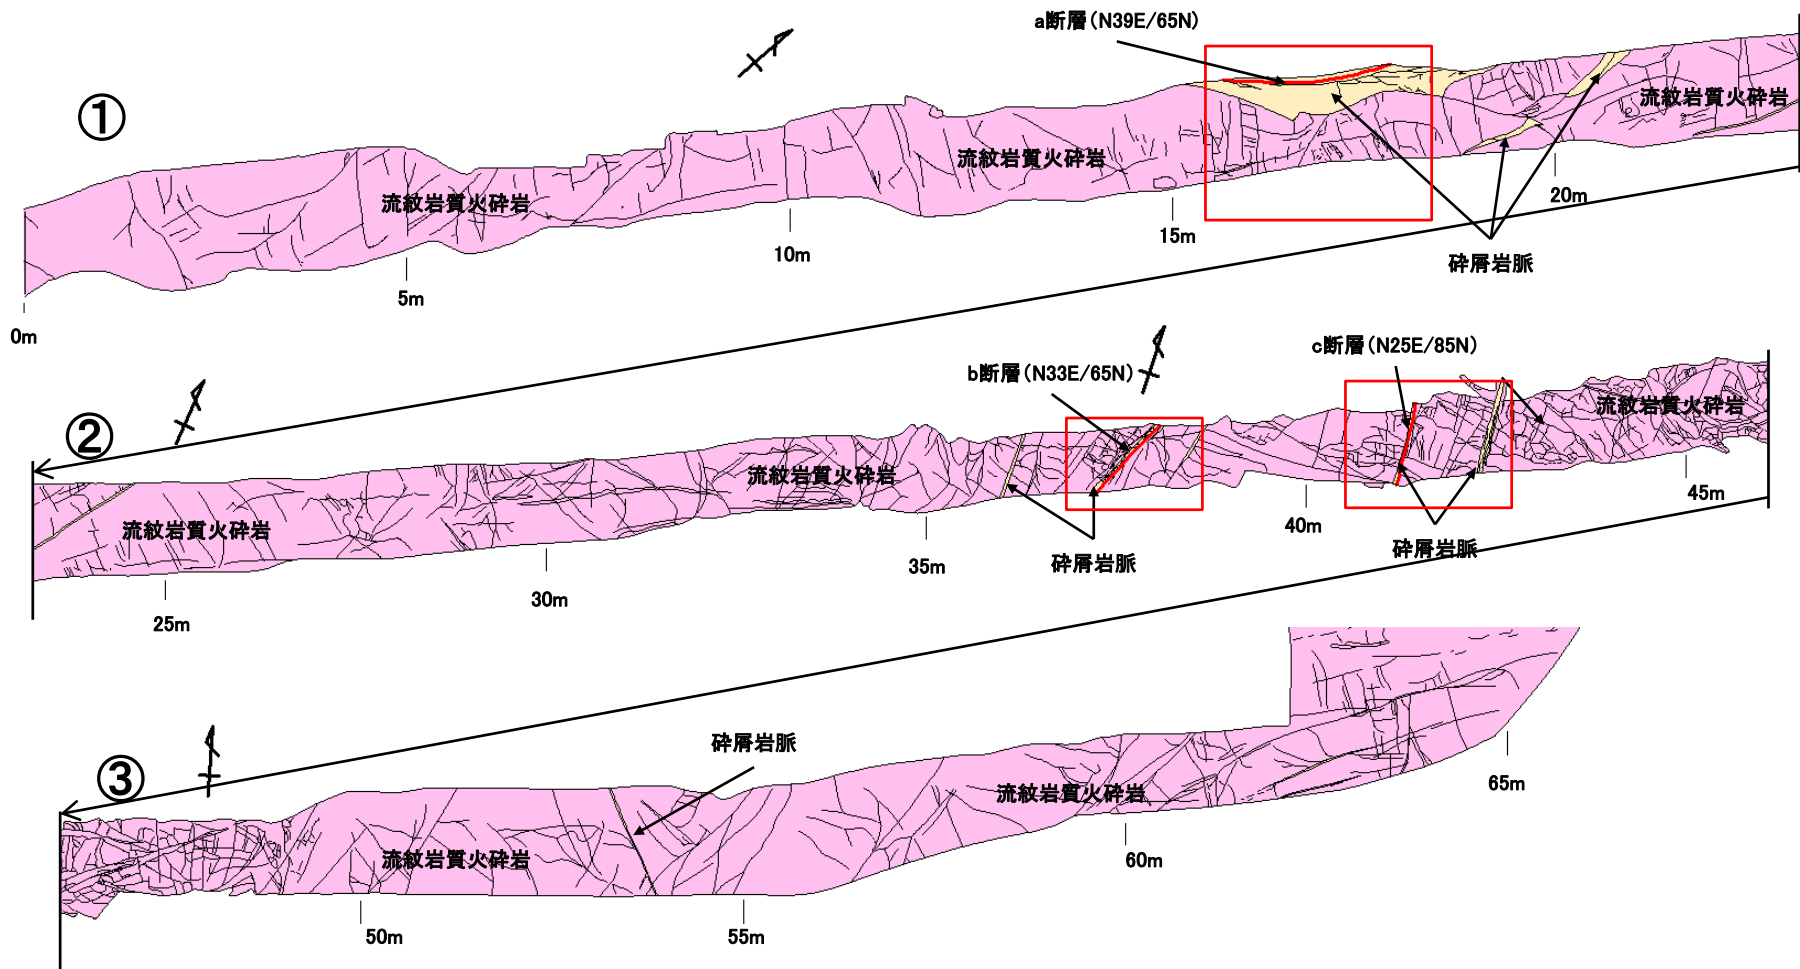 a断層(N39E/65N)
①
流紋岩質火砕岩
流紋岩質火砕岩
流紋岩質火砕岩
20m
15m
10m
5m
0m
砕屑岩脈
c断層(N25E/85N)
b断層(N33E/65N)
②
流紋岩質火砕岩
流紋岩質火砕岩
流紋岩質火砕岩
45m
40m
35m
30m
25m
砕屑岩脈
砕屑岩脈
③
砕屑岩脈
流紋岩質火砕岩
流紋岩質火砕岩
65m
60m
55m
50m